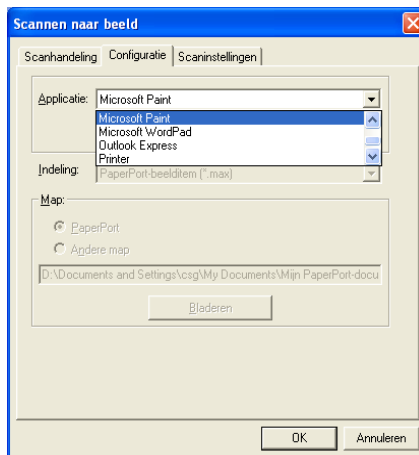 Scannen naar beeld
Scanhandeling Configuratie Scaninstellingen
Applicatie: Microsoft Paint
Microsoft Paint
Microsoft WordPad
Outlook Express
Printer
Indeling: PaperPort-beelditem (*.max)
Map:
PaperPort
Andere map
D:\Documents and Settings\csg\My Documents\Mijn PaperPort-docu
Bladeren
OK Annuleren